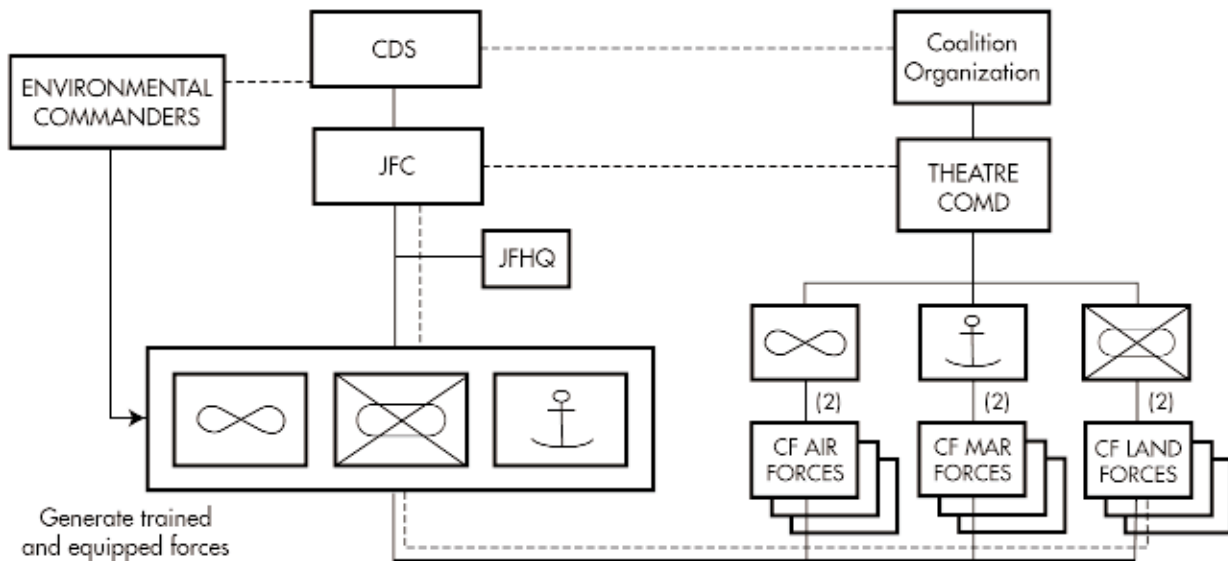 CDS
Coalition
Organization
ENVIRONMENTAL
COMMANDERS
JFC
THEATRE
COMD
JFHQ
(2)
(2)
(2)
CF AIR
FORCES
CF MAR
FORCES
CF LAND
FORCES
Generate trained
and equipped forces